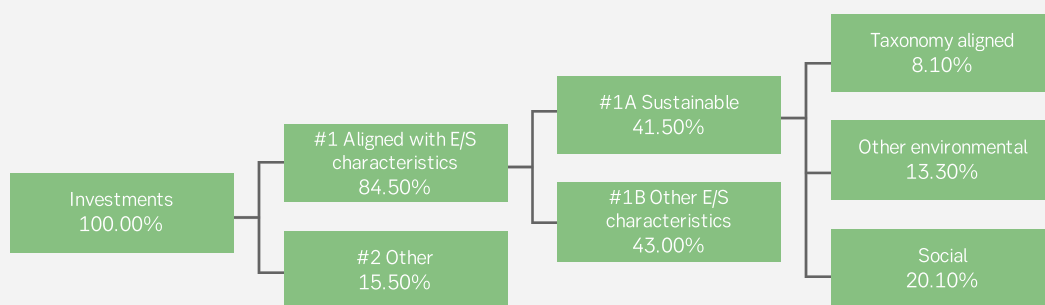 Investments
100.00%
#1 Aligned with E/S
characteristics
84.50%
#2 Other
15.50%
#1A Sustainable
41.50%
#1B Other E/S
characteristics
43.00%
Taxonomy aligned
8.10%
Other environmental
13.30%
Social
20.10%